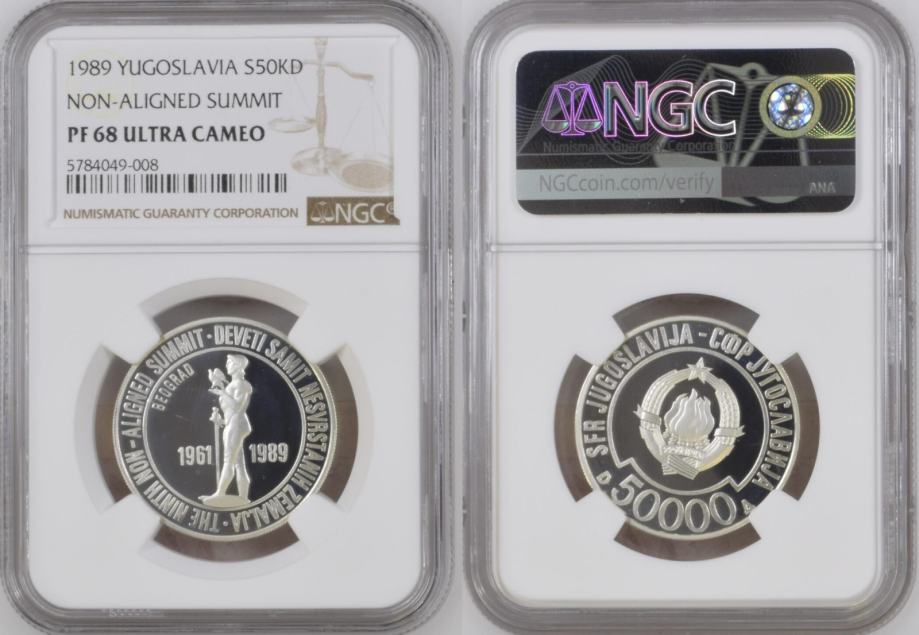 1989 YUGOSLAVIA S50KD
NON-ALIGNED SUMMIT
PF 68 ULTRA CAMEO
5784049-008
NUMISMATIC GUARANTY CORPORATION
NGC
DEVETI SAMIT NESVRSTANIH ZEMALJA · THE NINTH NON-ALIGNED SUMMIT ·
BEOGRAD
1961 1989
NGC
Numismatic Guaranty Corporation
NGCcoin.com/verify
ANA
SFR JUGOSLAVIJA - СФР ЈУГОСЛАВИЈА
D 50000 A